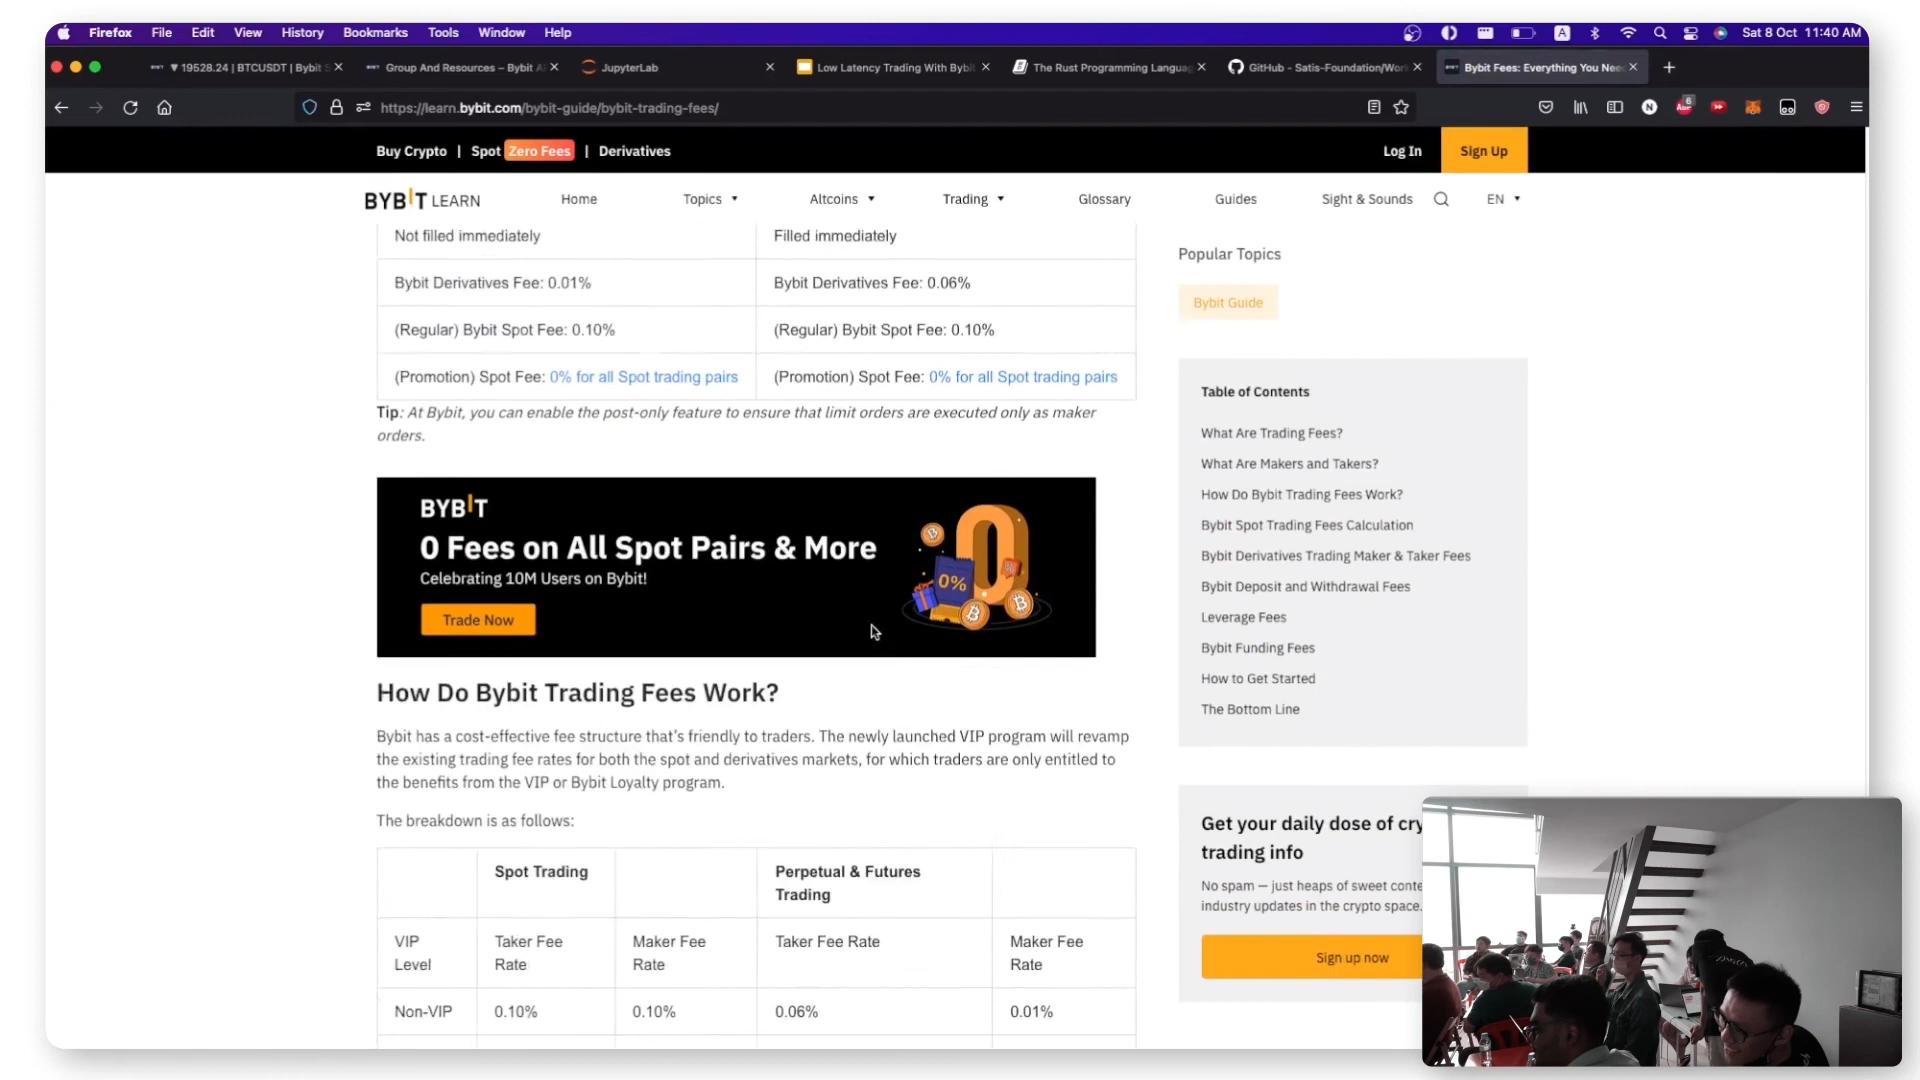 Firefox File Edit View History Bookmarks Tools Window Help
A
Sat 8 Oct 11:40 AM
▼ 19528.24 | BTCUSDT | Bybit S
Group And Resources – Bybit A
JupyterLab
Low Latency Trading With Bybit
The Rust Programming Languag
GitHub - Satis-Foundation/Wor
Bybit Fees: Everything You Nee
https://learn.bybit.com/bybit-guide/bybit-trading-fees/
N
6
Buy Crypto | Spot Zero Fees | Derivatives
Log In
Sign Up
BYBIT LEARN
Home
Topics
Altcoins
Trading
Glossary
Guides
Sight & Sounds
EN
Not filled immediately
Filled immediately
Bybit Derivatives Fee: 0.01%
Bybit Derivatives Fee: 0.06%
(Regular) Bybit Spot Fee: 0.10%
(Regular) Bybit Spot Fee: 0.10%
(Promotion) Spot Fee: 0% for all Spot trading pairs
(Promotion) Spot Fee: 0% for all Spot trading pairs
Tip: At Bybit, you can enable the post-only feature to ensure that limit orders are executed only as maker
orders.
BYBIT
0 Fees on All Spot Pairs & More
Celebrating 10M Users on Bybit!
Trade Now
0%
How Do Bybit Trading Fees Work?
Bybit has a cost-effective fee structure that’s friendly to traders. The newly launched VIP program will revamp
the existing trading fee rates for both the spot and derivatives markets, for which traders are only entitled to
the benefits from the VIP or Bybit Loyalty program.
The breakdown is as follows:
Spot Trading
Perpetual & Futures
Trading
VIP
Level
Taker Fee
Rate
Maker Fee
Rate
Taker Fee Rate
Maker Fee
Rate
Non-VIP
0.10%
0.10%
0.06%
0.01%
Popular Topics
Bybit Guide
Table of Contents
What Are Trading Fees?
What Are Makers and Takers?
How Do Bybit Trading Fees Work?
Bybit Spot Trading Fees Calculation
Bybit Derivatives Trading Maker & Taker Fees
Bybit Deposit and Withdrawal Fees
Leverage Fees
Bybit Funding Fees
How to Get Started
The Bottom Line
Get your daily dose of cry
trading info
No spam — just heaps of sweet conte
industry updates in the crypto space.
Sign up now